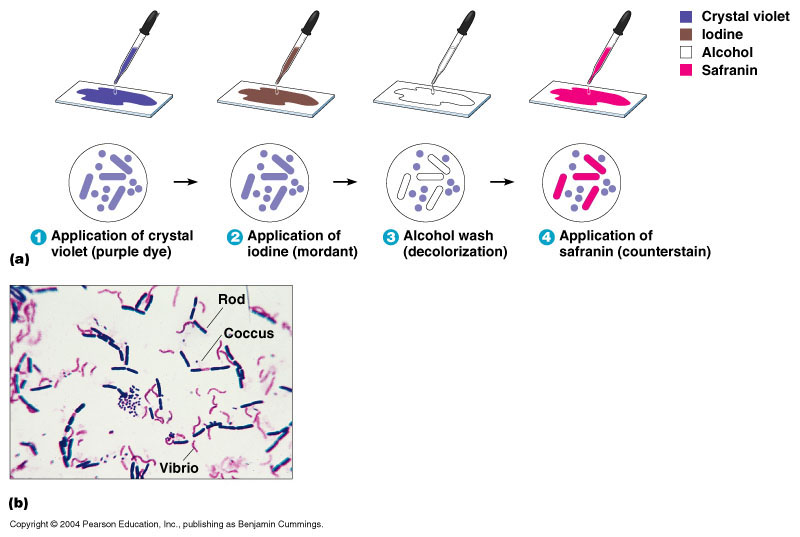 Crystal violet
Iodine
Alcohol
Safranin
1 Application of crystal
violet (purple dye)
2 Application of
iodine (mordant)
3 Alcohol wash
(decolorization)
4 Application of
safranin (counterstain)
(a)
Rod
Coccus
Vibrio
(b)
Copyright © 2004 Pearson Education, Inc., publishing as Benjamin Cummings.